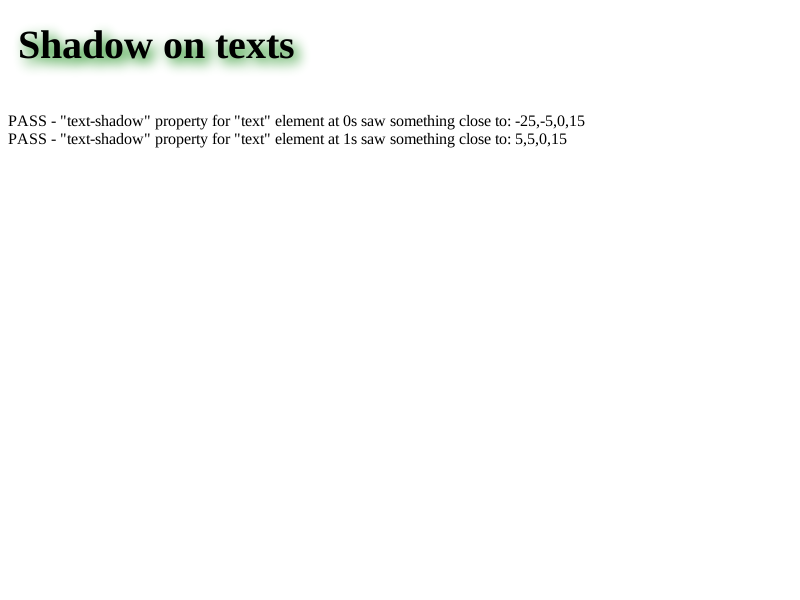 Shadow on texts
PASS - "text-shadow" property for "text" element at 0s saw something close to: -25,-5,0,15
PASS - "text-shadow" property for "text" element at 1s saw something close to: 5,5,0,15